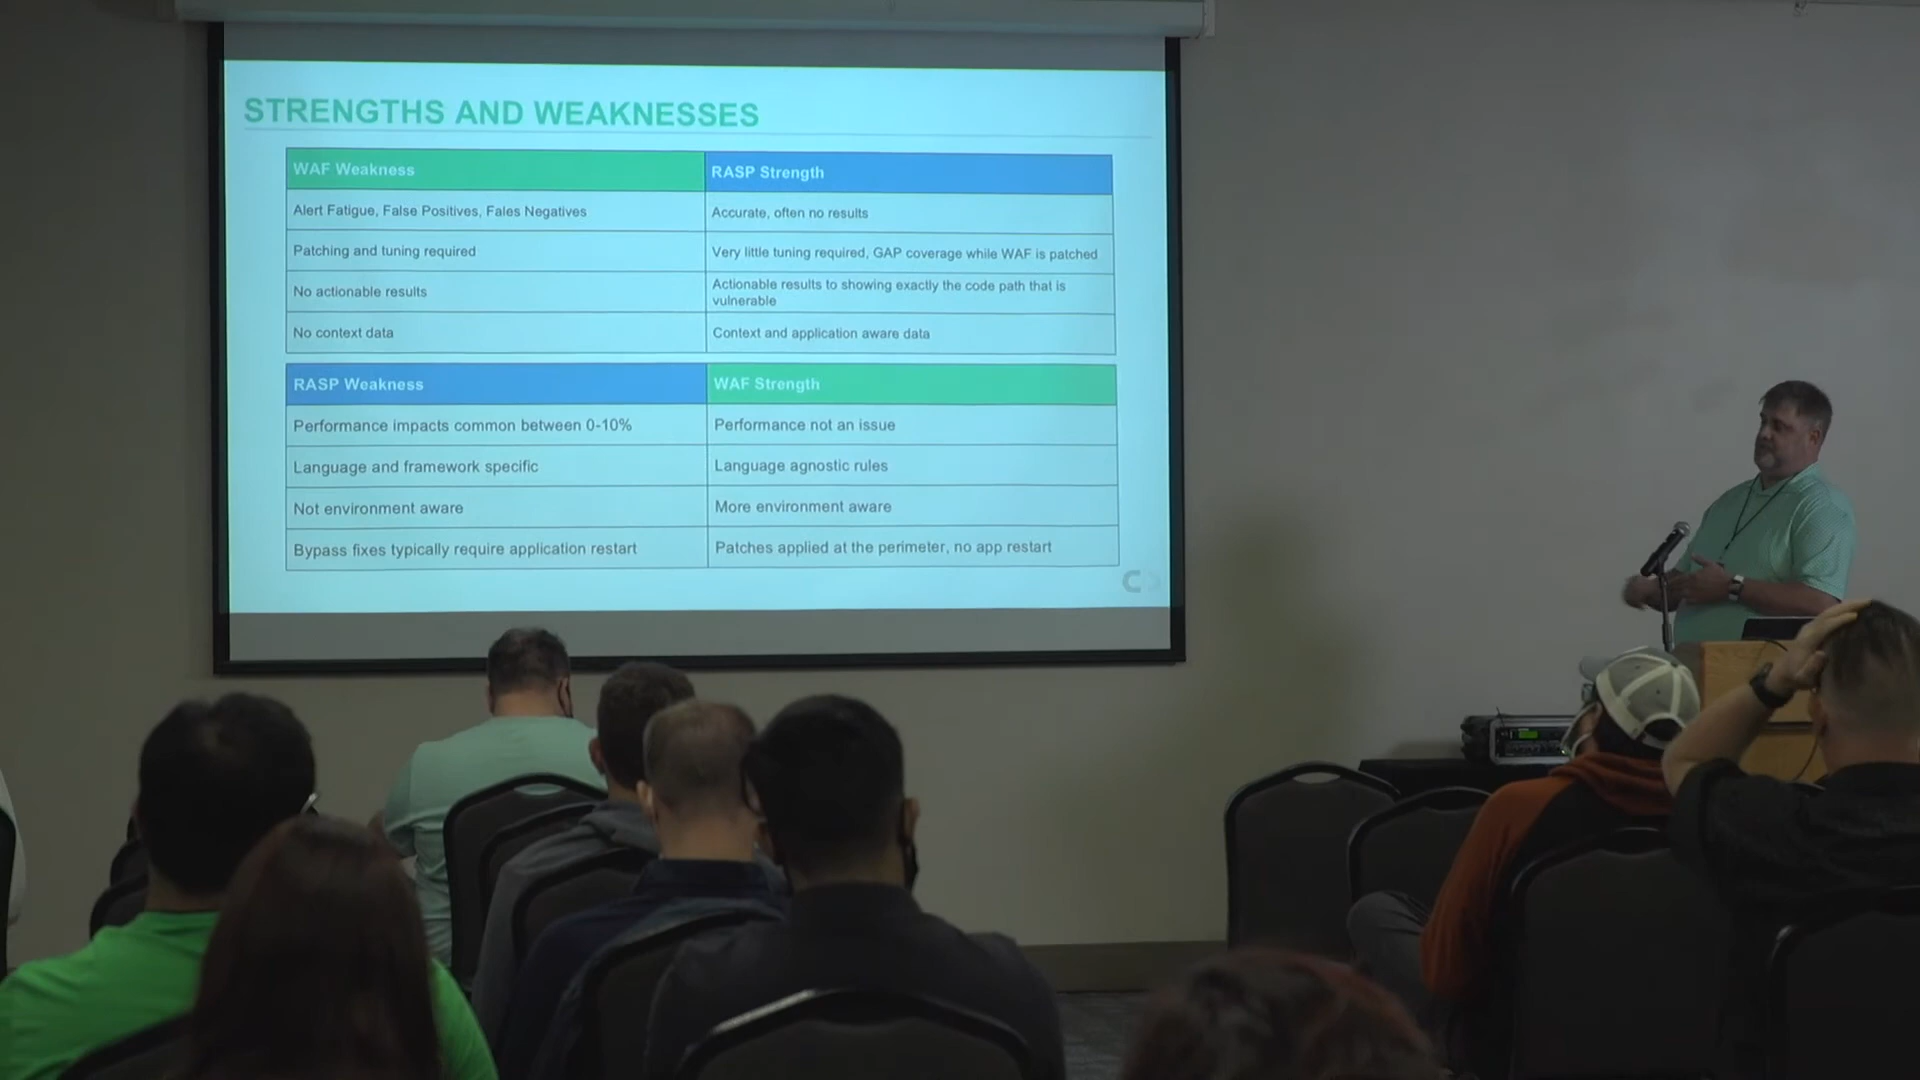 STRENGTHS AND WEAKNESSES
WAF Weakness
RASP Strength
Alert Fatigue, False Positives, Fales Negatives
Accurate, often no results
Patching and tuning required
Very little tuning required, GAP coverage while WAF is patched
No actionable results
Actionable results to showing exactly the code path that is
vulnerable
No context data
Context and application aware data
RASP Weakness
WAF Strength
Performance impacts common between 0-10%
Performance not an issue
Language and framework specific
Language agnostic rules
Not environment aware
More environment aware
Bypass fixes typically require application restart
Patches applied at the perimeter, no app restart